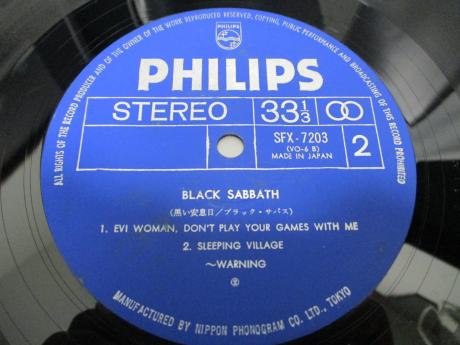 ALL RIGHTS OF THE RECORD PRODUCER AND OF THE OWNER OF THE WORK REPRODUCED RESERVED, COPYING, PUBLIC PERFORMANCE AND BROADCASTING OF THIS RECORD PROHIBITED
PHILIPS
PHILIPS
STEREO 33 1/3
SFX-7203
(VO-6 B)
MADE IN JAPAN
2
BLACK SABBATH
(黒い安息日/ブラック・サバス)
1. EVI WOMAN, DON'T PLAY YOUR GAMES WITH ME
2. SLEEPING VILLAGE
~WARNING
MANUFACTURED BY NIPPON PHONOGRAM CO. LTD., TOKYO